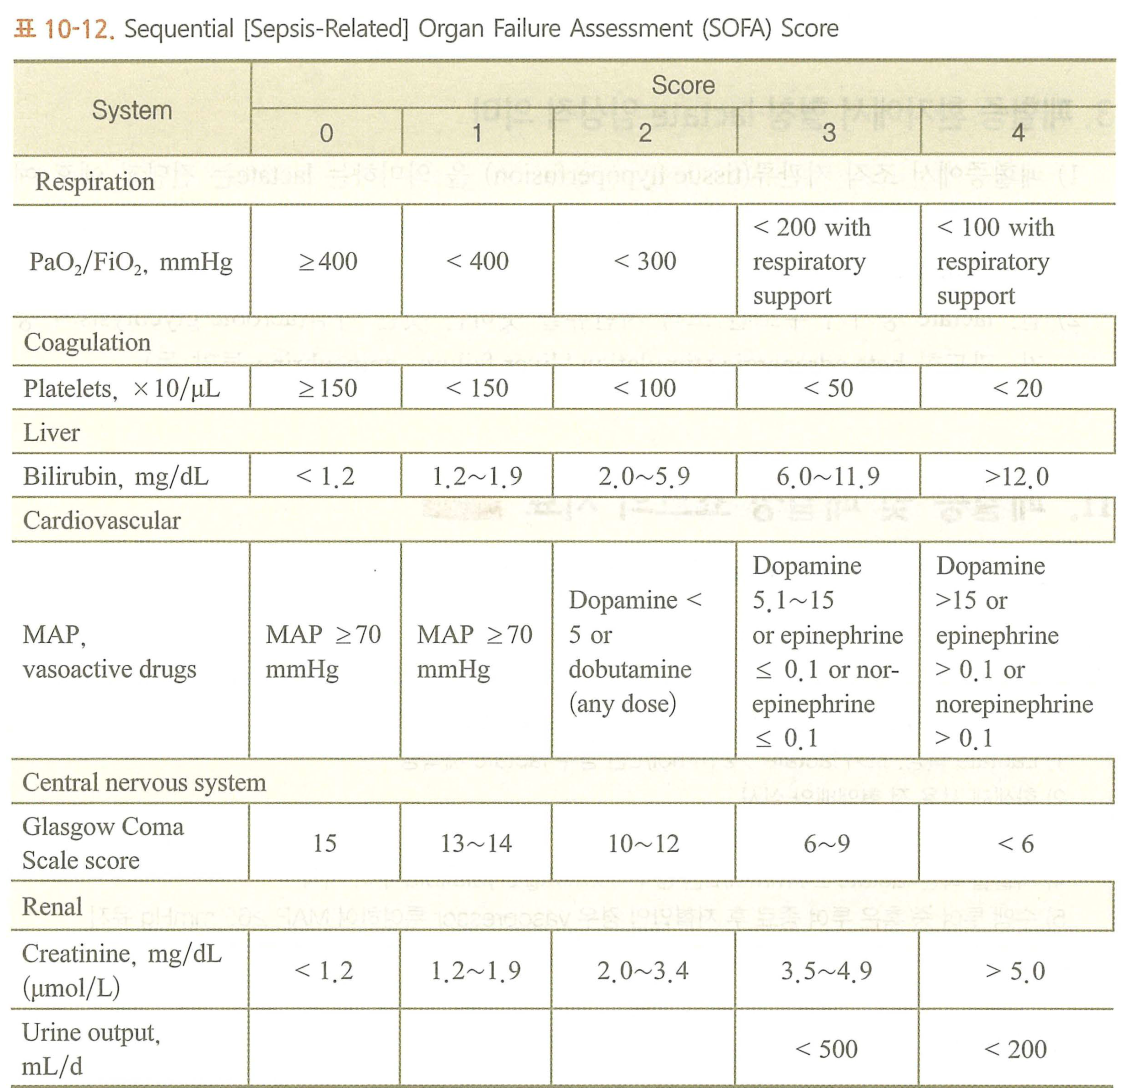 표 10-12. Sequential [Sepsis-Related] Organ Failure Assessment (SOFA) Score
System
Score
0 1 2 3 4
Respiration
PaO₂/FiO₂, mmHg ≥400 < 400 < 300 < 200 with respiratory support < 100 with respiratory support
Coagulation
Platelets, ×10/μL ≥150 < 150 < 100 < 50 < 20
Liver
Bilirubin, mg/dL < 1.2 1.2~1.9 2.0~5.9 6.0~11.9 >12.0
Cardiovascular
MAP, vasoactive drugs MAP ≥70 mmHg MAP ≥70 mmHg Dopamine < 5 or dobutamine (any dose) Dopamine 5.1~15 or epinephrine ≤ 0.1 or nor-epinephrine ≤ 0.1 Dopamine >15 or epinephrine > 0.1 or norepinephrine > 0.1
Central nervous system
Glasgow Coma Scale score 15 13~14 10~12 6~9 < 6
Renal
Creatinine, mg/dL (μmol/L) < 1.2 1.2~1.9 2.0~3.4 3.5~4.9 > 5.0
Urine output, mL/d < 500 < 200